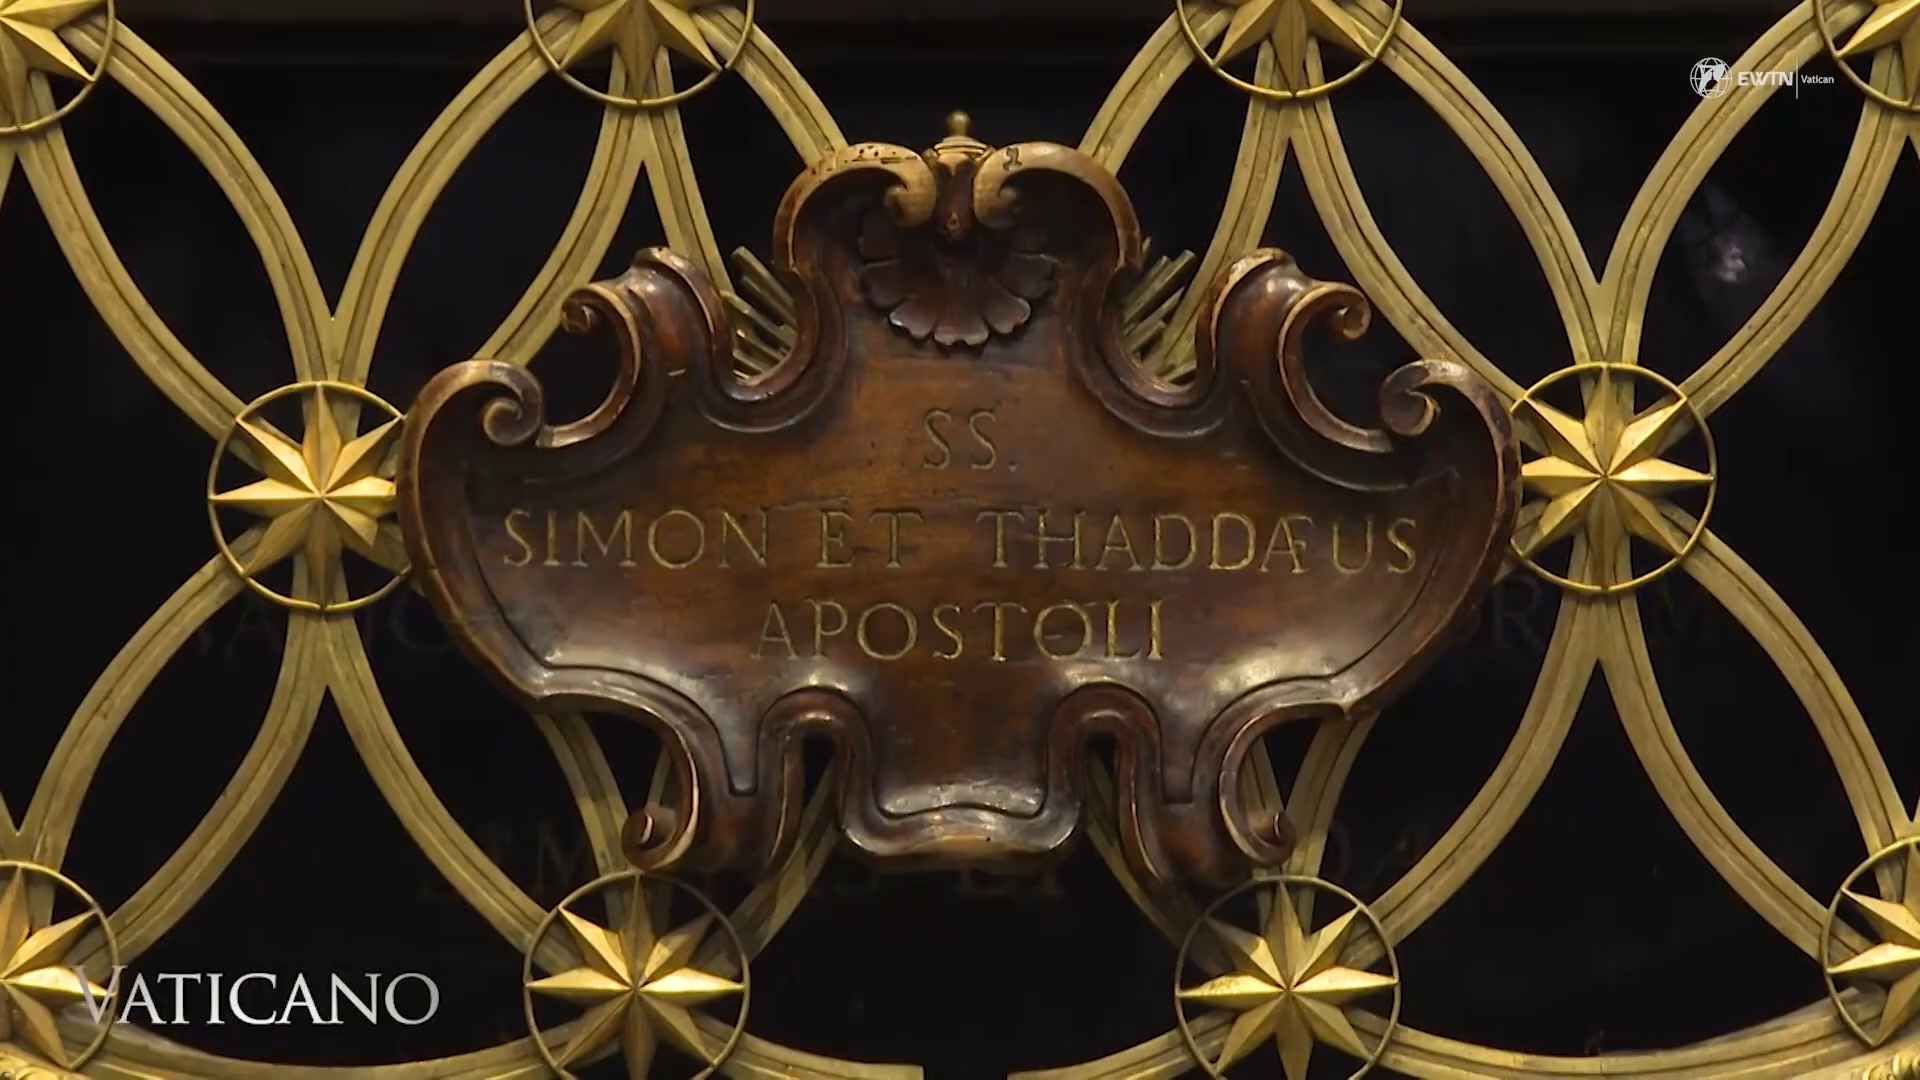 EWTN Vatican
SS.
SIMON ET THADDÆUS
APOSTOLI
VATICANO